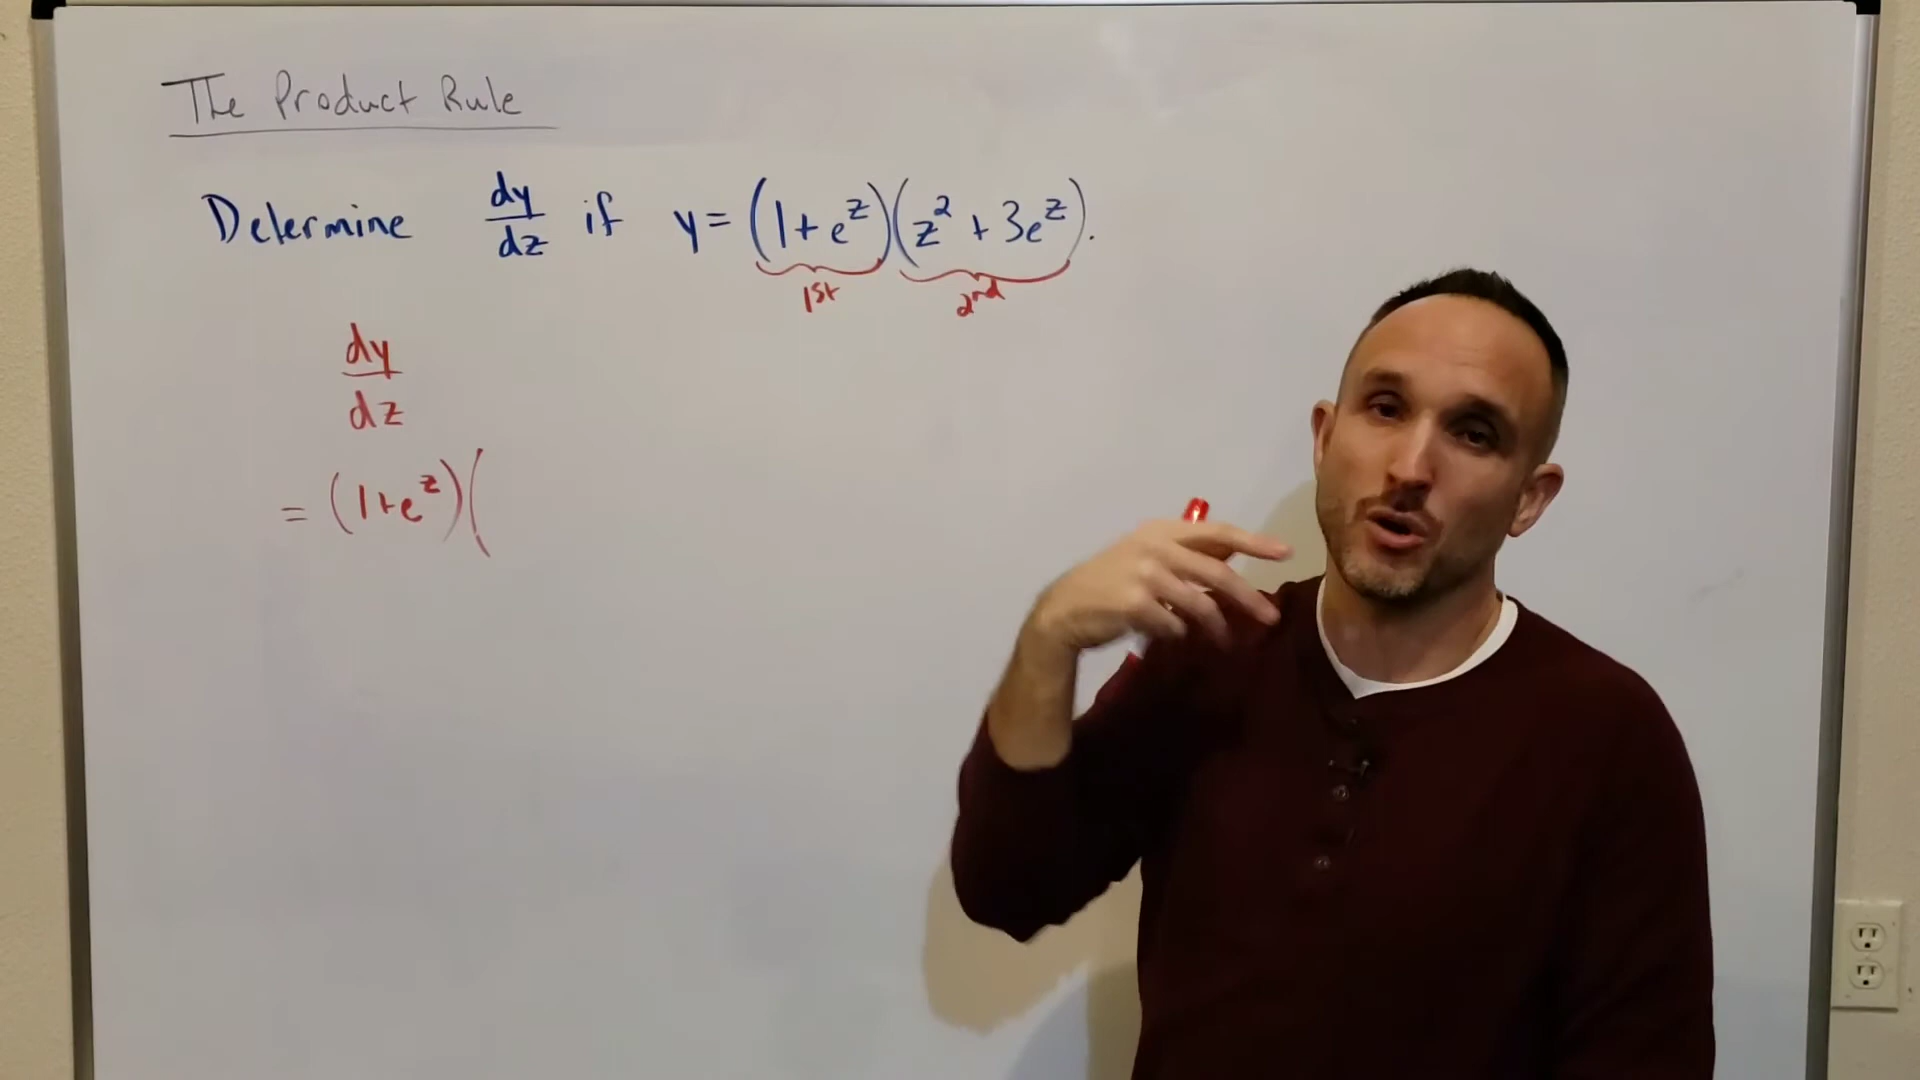 The Product Rule
Determine dy/dz if y = (1 + e^z)(z^2 + 3e^z).
1st 2nd
dy/dz
= (1+e^z)(